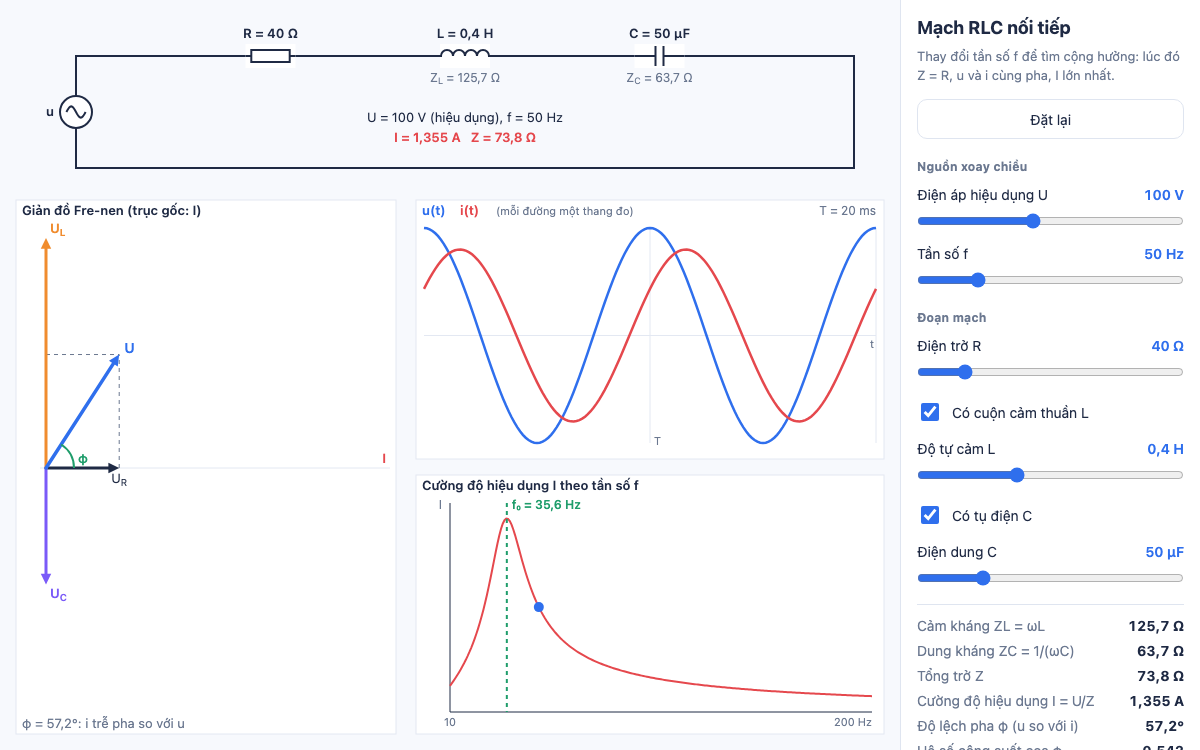 R = 40 Ω
L = 0,4 H
C = 50 µF
Z_L = 125,7 Ω
Z_C = 63,7 Ω
u
U = 100 V (hiệu dụng), f = 50 Hz
I = 1,355 A Z = 73,8 Ω
Giản đồ Fre-nen (trục gốc: I)
U_L
U
ϕ
I
U_R
U_C
ϕ = 57,2°: i trễ pha so với u
u(t) i(t) (mỗi đường một thang đo) T = 20 ms
t
T
Cường độ hiệu dụng I theo tần số f
I
f₀ = 35,6 Hz
10
200 Hz
Mạch RLC nối tiếp
Thay đổi tần số f để tìm cộng hưởng: lúc đó
Z = R, u và i cùng pha, I lớn nhất.
Đặt lại
Nguồn xoay chiều
Điện áp hiệu dụng U 100 V
Tần số f 50 Hz
Đoạn mạch
Điện trở R 40 Ω
Có cuộn cảm thuần L
Độ tự cảm L 0,4 H
Có tụ điện C
Điện dung C 50 µF
Cảm kháng ZL = ωL 125,7 Ω
Dung kháng ZC = 1/(ωC) 63,7 Ω
Tổng trở Z 73,8 Ω
Cường độ hiệu dụng I = U/Z 1,355 A
Độ lệch pha ϕ (u so với i) 57,2°